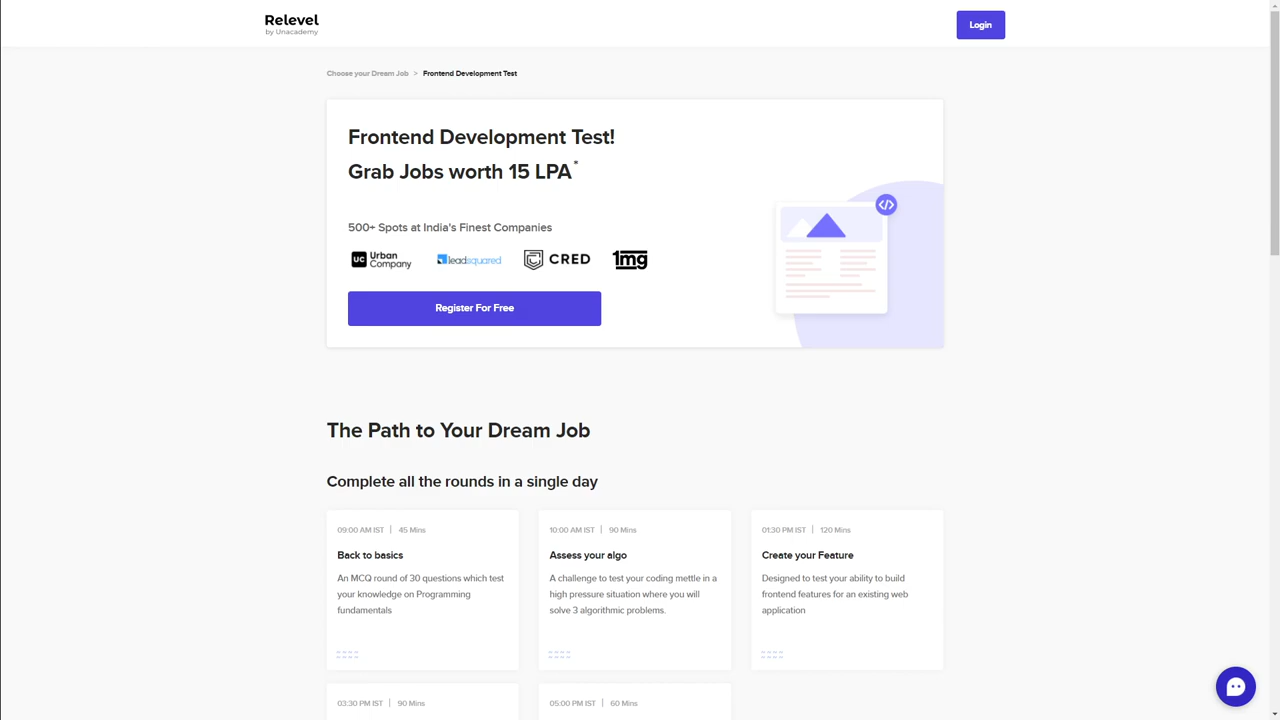 Relevel
by Unacademy
Login
Choose your Dream Job > Frontend Development Test
Frontend Development Test!
Grab Jobs worth 15 LPA*
500+ Spots at India's Finest Companies
UC Urban Company
leadsquared
CRED
1mg
Register For Free
The Path to Your Dream Job
Complete all the rounds in a single day
09:00 AM IST | 45 Mins
Back to basics
An MCQ round of 30 questions which test
your knowledge on Programming
fundamentals
10:00 AM IST | 90 Mins
Assess your algo
A challenge to test your coding mettle in a
high pressure situation where you will
solve 3 algorithmic problems.
01:30 PM IST | 120 Mins
Create your Feature
Designed to test your ability to build
frontend features for an existing web
application
03:30 PM IST | 90 Mins
05:00 PM IST | 60 Mins